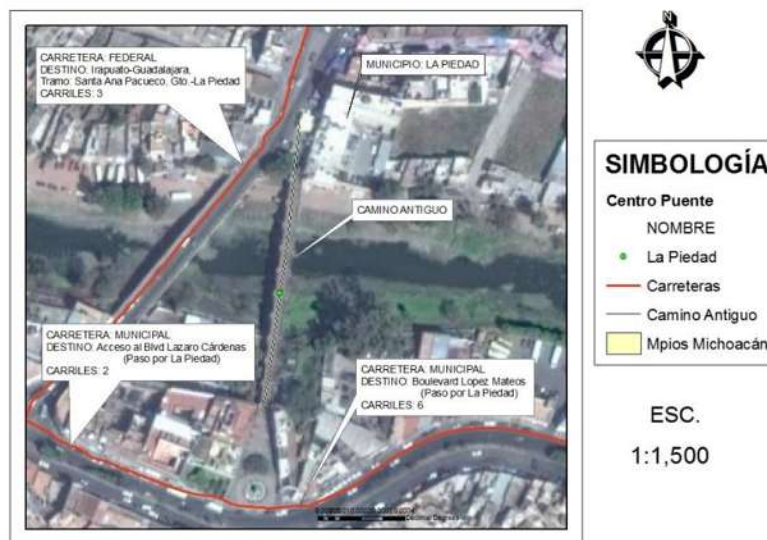 CARRETERA: FEDERAL
DESTINO: Irapuato-Guadalajara,
Tramo: Santa Ana Pacueco, Gto.-La Piedad
CARRILES: 3
MUNICIPIO: LA PIEDAD
CAMINO ANTIGUO
CARRETERA: MUNICIPAL
DESTINO: Acceso al Blvd Lazaro Cárdenas
(Paso por La Piedad)
CARRILES: 2
CARRETERA: MUNICIPAL
DESTINO: Boulevard Lopez Mateos
(Paso por La Piedad)
CARRILES: 6
N
SIMBOLOGÍA
Centro Puente
NOMBRE
La Piedad
Carreteras
Camino Antiguo
Mpios Michoacán
ESC.
1:1,500